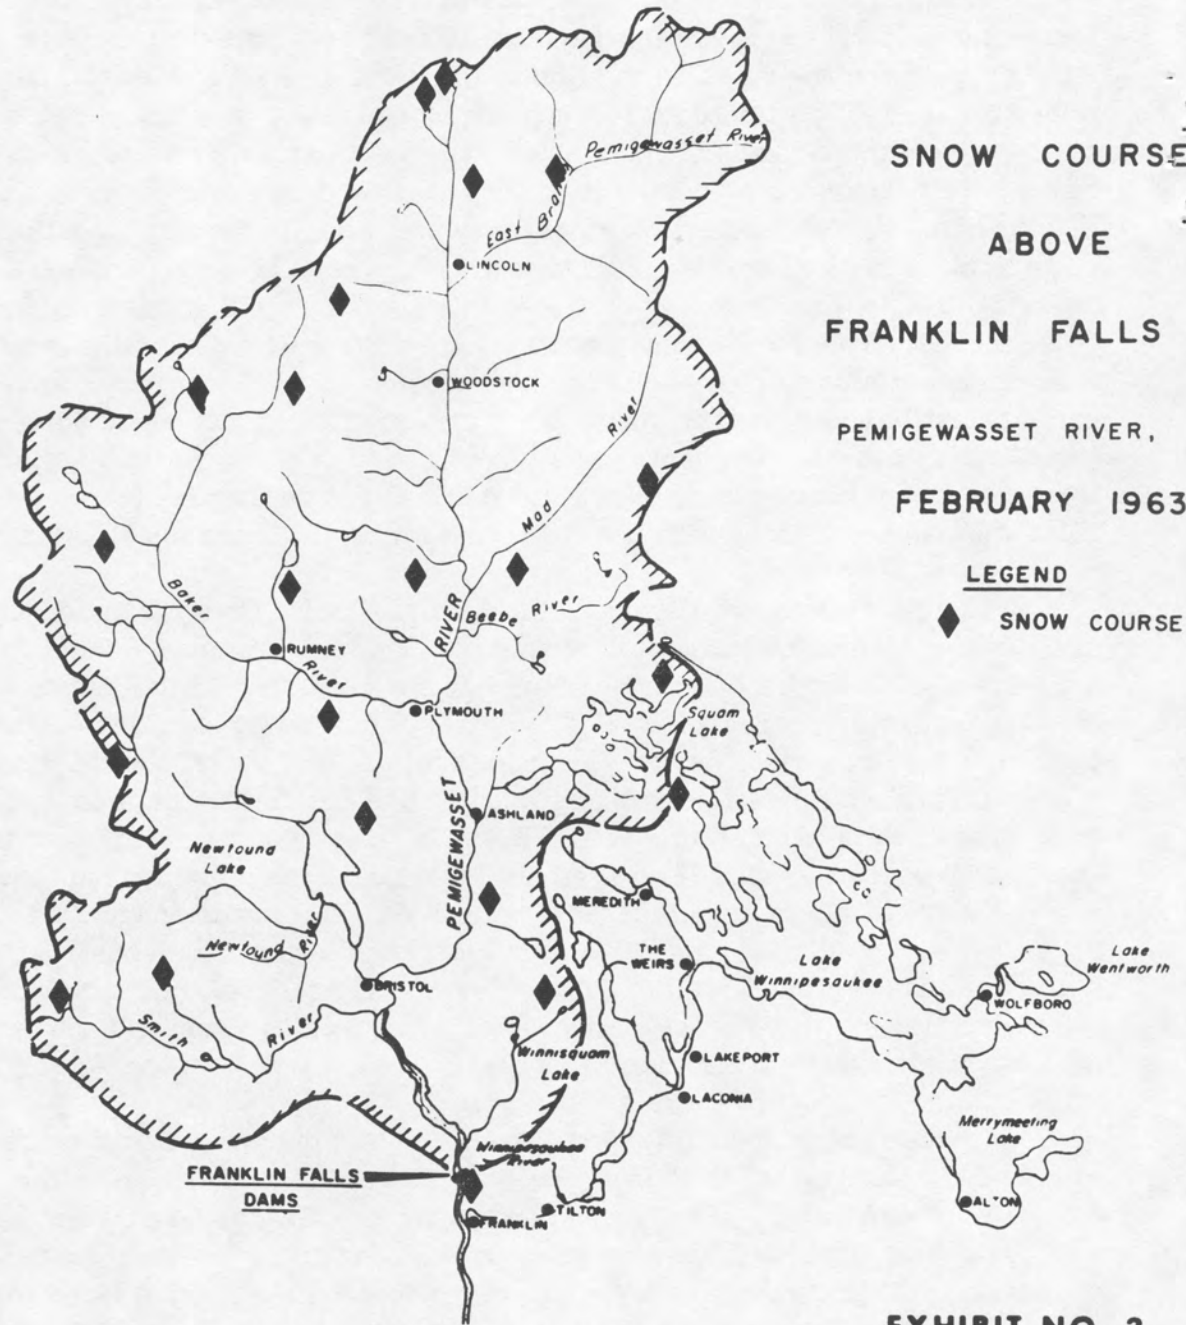 SNOW COURSE
ABOVE
FRANKLIN FALLS
PEMIGEWASSET RIVER,
FEBRUARY 1963
LEGEND
SNOW COURSE
Pemigewasset River
East Bran
LINCOLN
WOODSTOCK
River
Mad
Baker
RIVER
Beebe River
RUMNEY
River
PLYMOUTH
Squam
Lake
PEMIGEWASSET
ASHLAND
Newfound
Lake
MEREDITH
Newfound River
THE
WEIRS
Lake
Winnipesaukee
Lake
Wentworth
BRISTOL
WOLFBORO
Smith River
Winnisquam
Lake
LAKEPORT
LACONIA
Merrymeeting
Lake
Winnipesaukee
River
FRANKLIN FALLS
DAMS
FRANKLIN
TILTON
ALTON